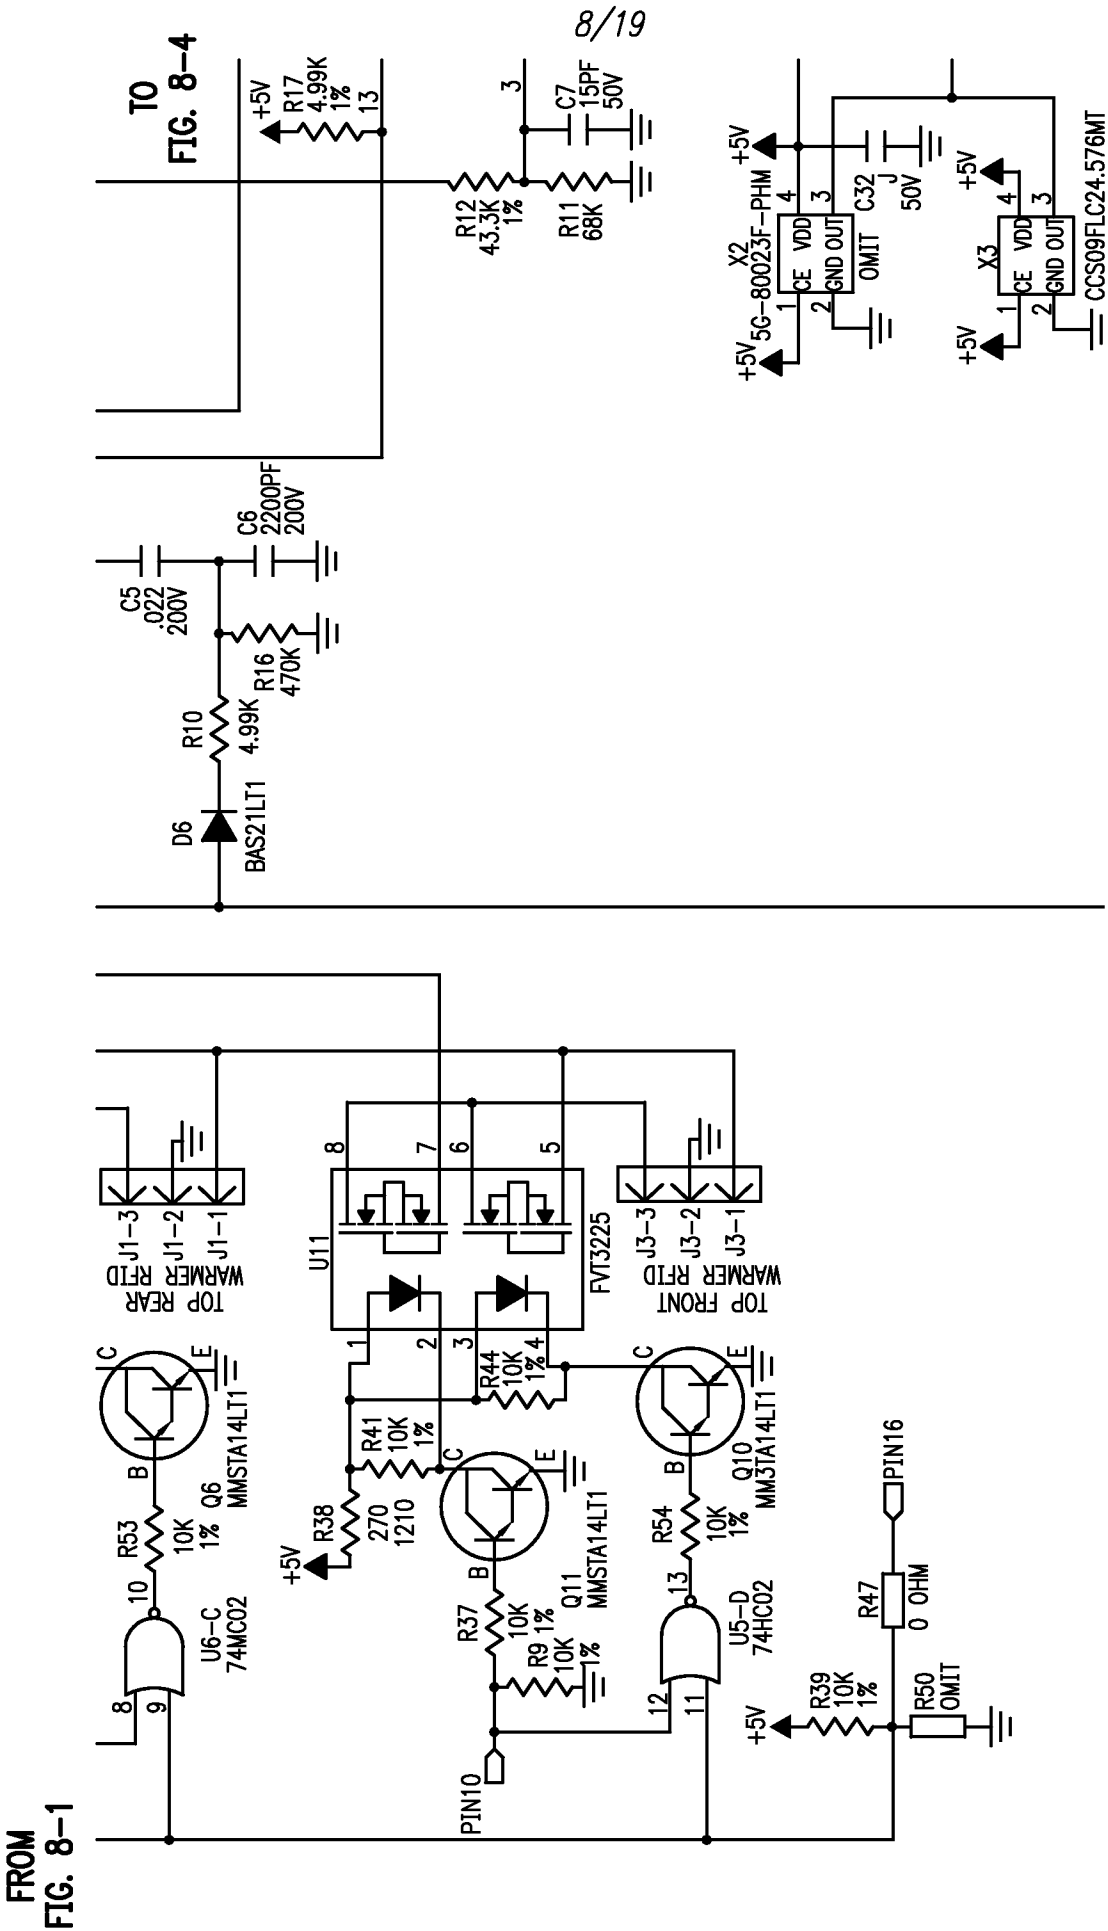 8/19
FROM
FIG. 8-1
TO
FIG. 8-4
8
9
10
U6-C
74MC02
R53
10K
1%
B
C
E
Q6
MMSTA14LT1
J1-3
J1-2
J1-1
TOP REAR
WARMER RFID
D6
BAS21LT1
R10
4.99K
R16
470K
C5
.022
200V
C6
2200PF
200V
+5V
R17
4.99K
1%
13
+5V
R38
270
1210
R41
10K
1%
R44
10K
1%
1
2
3
4
U11
8
7
6
5
FVT3225
PIN10
R37
10K
1%
R9
10K
1%
B
C
E
Q11
MMSTA14LT1
R12
43.3K
1%
R11
68K
3
C7
15PF
50V
12
11
13
U5-D
74HC02
R54
10K
1%
B
C
E
Q10
MM3TA14LT1
J3-3
J3-2
J3-1
TOP FRONT
WARMER RFID
+5V
R39
10K
1%
R50
OMIT
R47
0 OHM
PIN16
X2
5G-80023F-PHM
+5V
1
2
CE VDD
GND OUT
4
3
OMIT
+5V
C32
J
50V
X3
+5V
1
2
CE VDD
GND OUT
4
3
+5V
CCS09FLC24.576MT